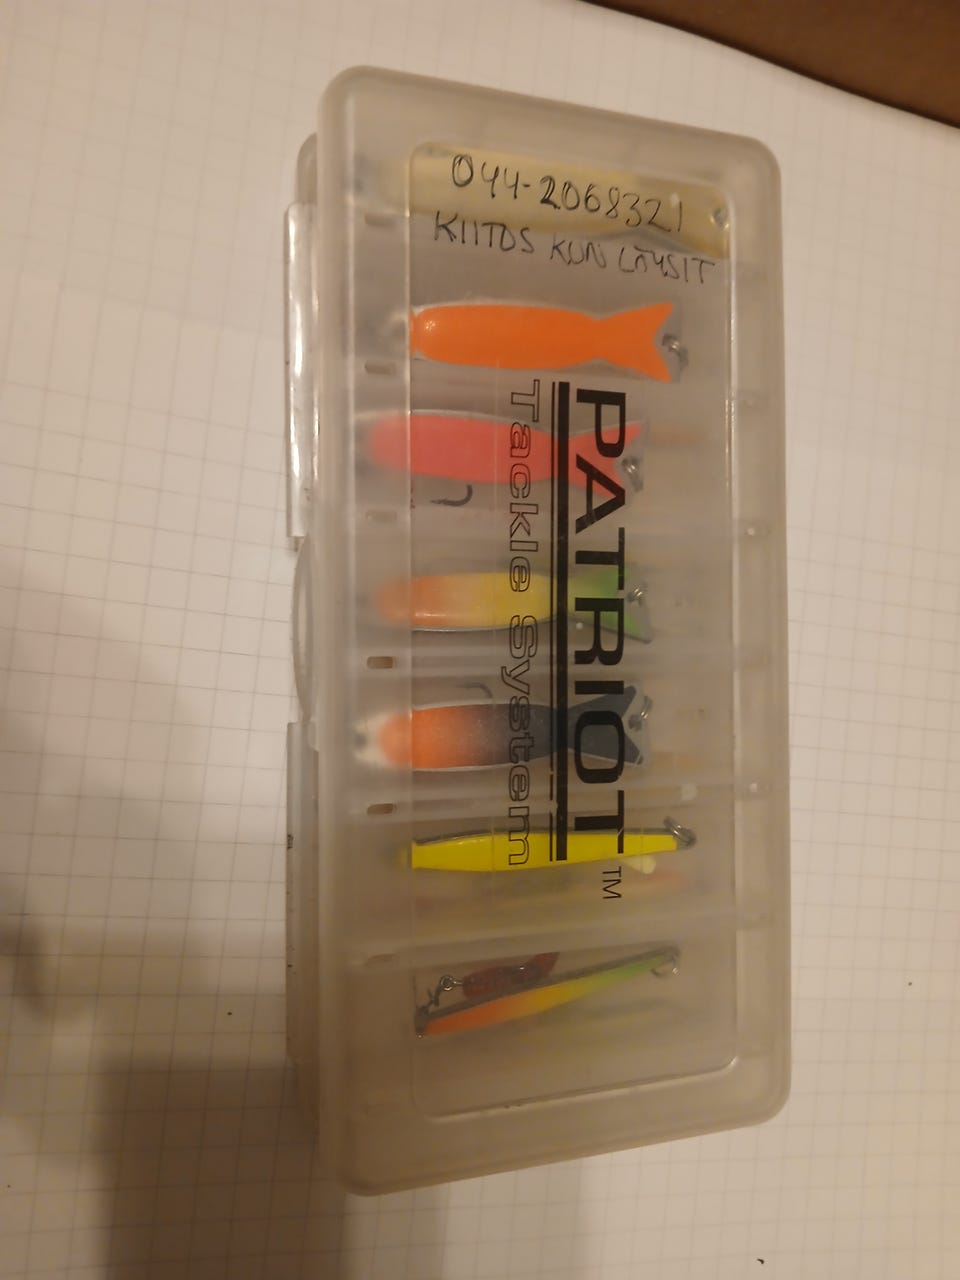 044-2068321
KIITOS KUN LÖYSIT
PATRIOT™
Tackle System